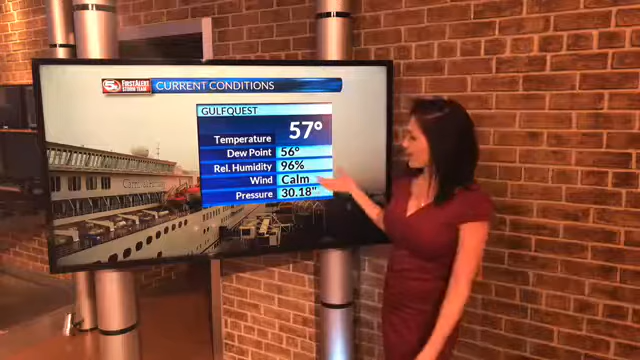 5 FIRST ALERT
STORM TEAM
CURRENT CONDITIONS
GULFQUEST
Temperature 57°
Dew Point 56°
Rel. Humidity 96%
Wind Calm
Pressure 30.18"